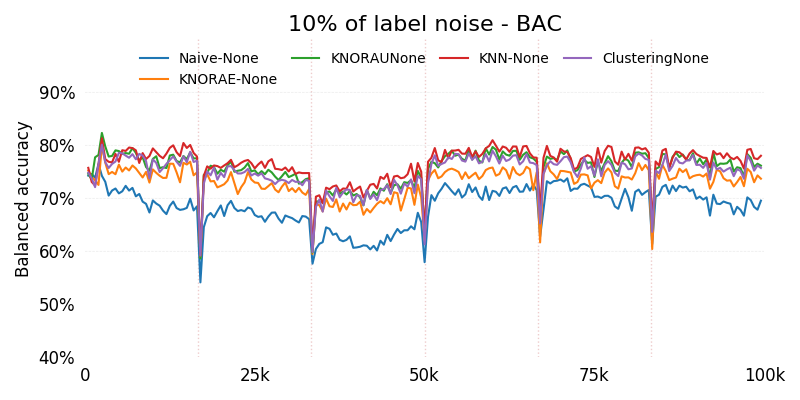 10% of label noise - BAC
Naive-None KNORAUNone KNN-None ClusteringNone
KNORAE-None
90%
80%
70%
60%
50%
40%
Balanced accuracy
0 25k 50k 75k 100k